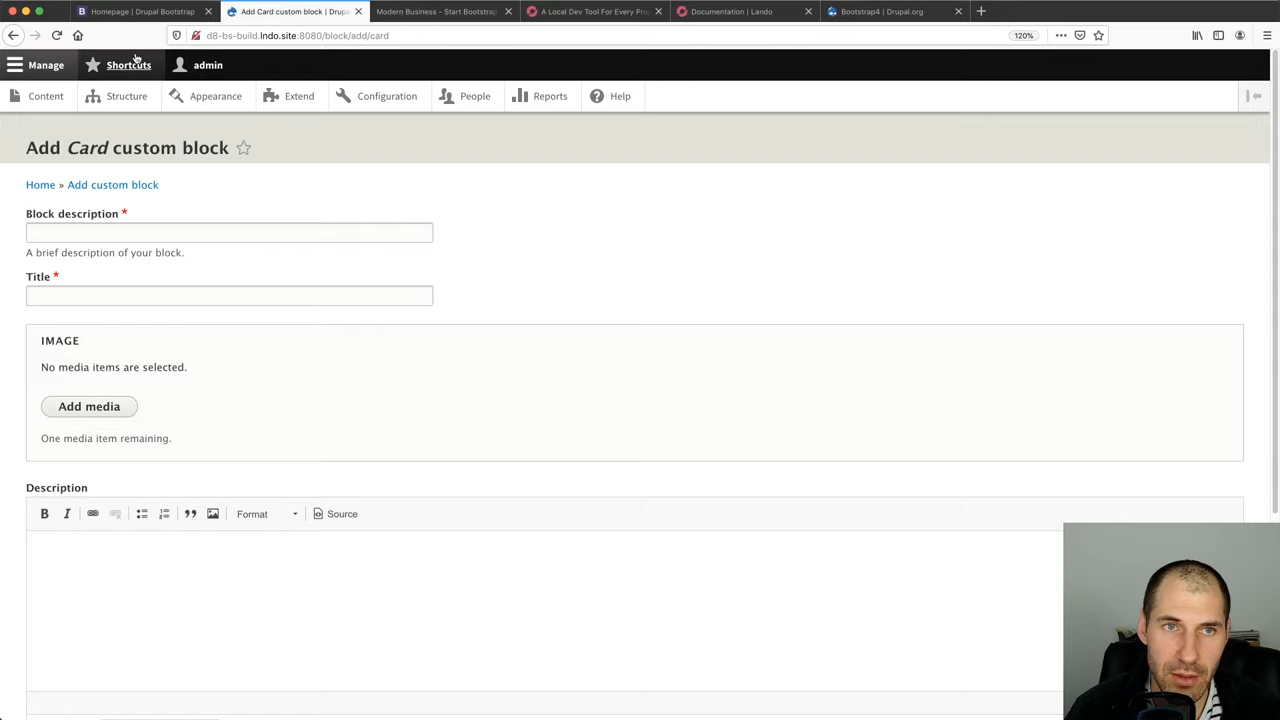 Homepage | Drupal Bootstrap
Add Card custom block | Drupal
Modern Business - Start Bootstrap
A Local Dev Tool For Every Pro
Documentation | Lando
Bootstrap4 | Drupal.org
d8-bs-build.lndo.site:8080/block/add/card
120%
Manage
Shortcuts
admin
Content
Structure
Appearance
Extend
Configuration
People
Reports
Help
Add Card custom block
Home » Add custom block
Block description *
A brief description of your block.
Title *
IMAGE
No media items are selected.
Add media
One media item remaining.
Description
B I Format Source